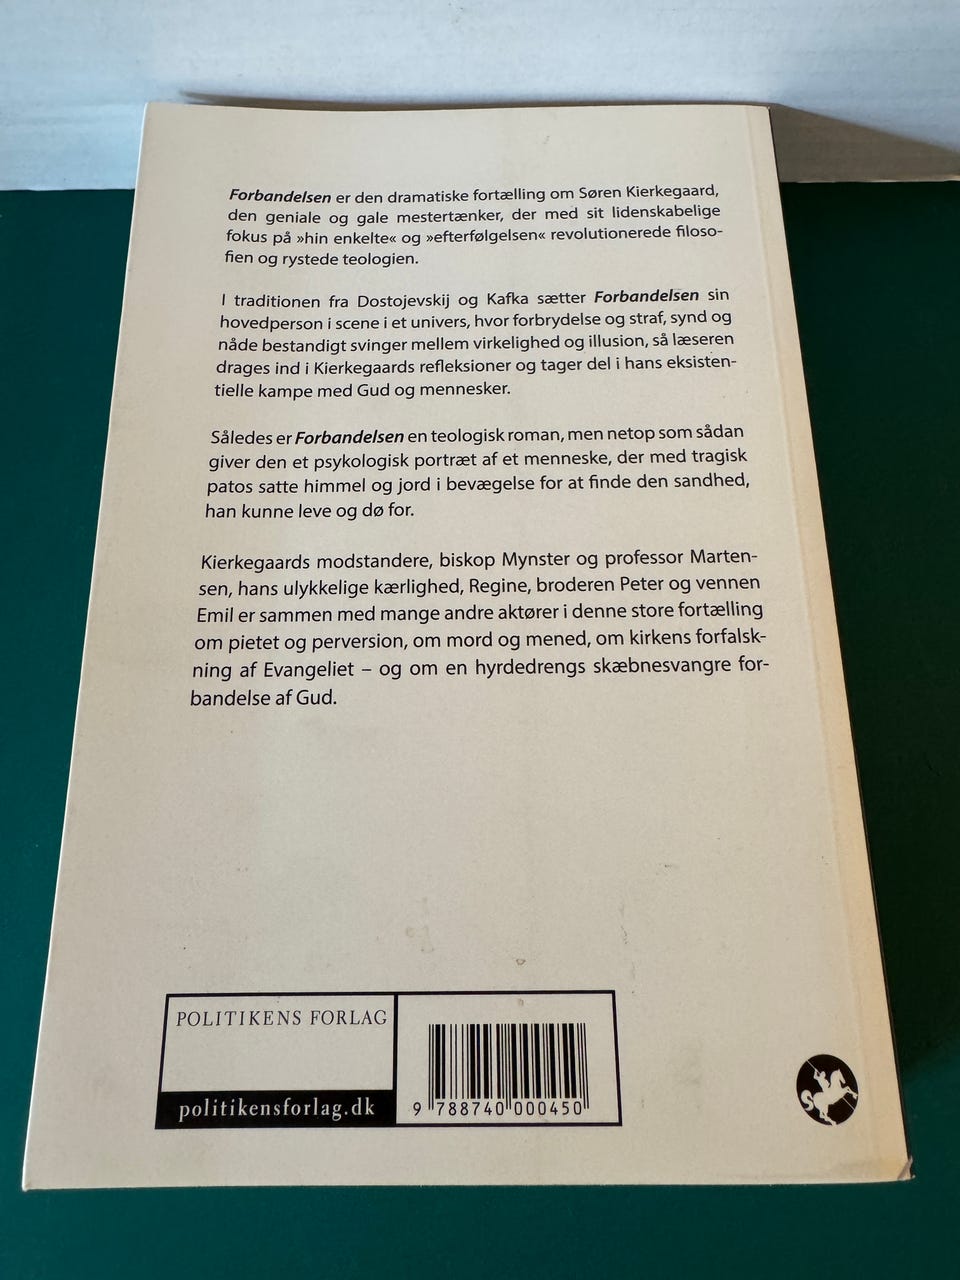 Forbandelsen er den dramatiske fortælling om Søren Kierkegaard,
den geniale og gale mestertænker, der med sit lidenskabelige
fokus på »hin enkelte« og »efterfølgelsen« revolutionerede filoso-
fien og rystede teologien.
I traditionen fra Dostojevskij og Kafka sætter Forbandelsen sin
hovedperson i scene i et univers, hvor forbrydelse og straf, synd og
nåde bestandigt svinger mellem virkelighed og illusion, så læseren
drages ind i Kierkegaards refleksioner og tager del i hans eksisten-
tielle kampe med Gud og mennesker.
Således er Forbandelsen en teologisk roman, men netop som sådan
giver den et psykologisk portræt af et menneske, der med tragisk
patos satte himmel og jord i bevægelse for at finde den sandhed,
han kunne leve og dø for.
Kierkegaards modstandere, biskop Mynster og professor Marten-
sen, hans ulykkelige kærlighed, Regine, broderen Peter og vennen
Emil er sammen med mange andre aktører i denne store fortælling
om pietet og perversion, om mord og mened, om kirkens forfalsk-
ning af Evangeliet – og om en hyrdedrengs skæbnesvangre for-
bandelse af Gud.
POLITIKENS FORLAG
politikensforlag.dk
9 788740 000450